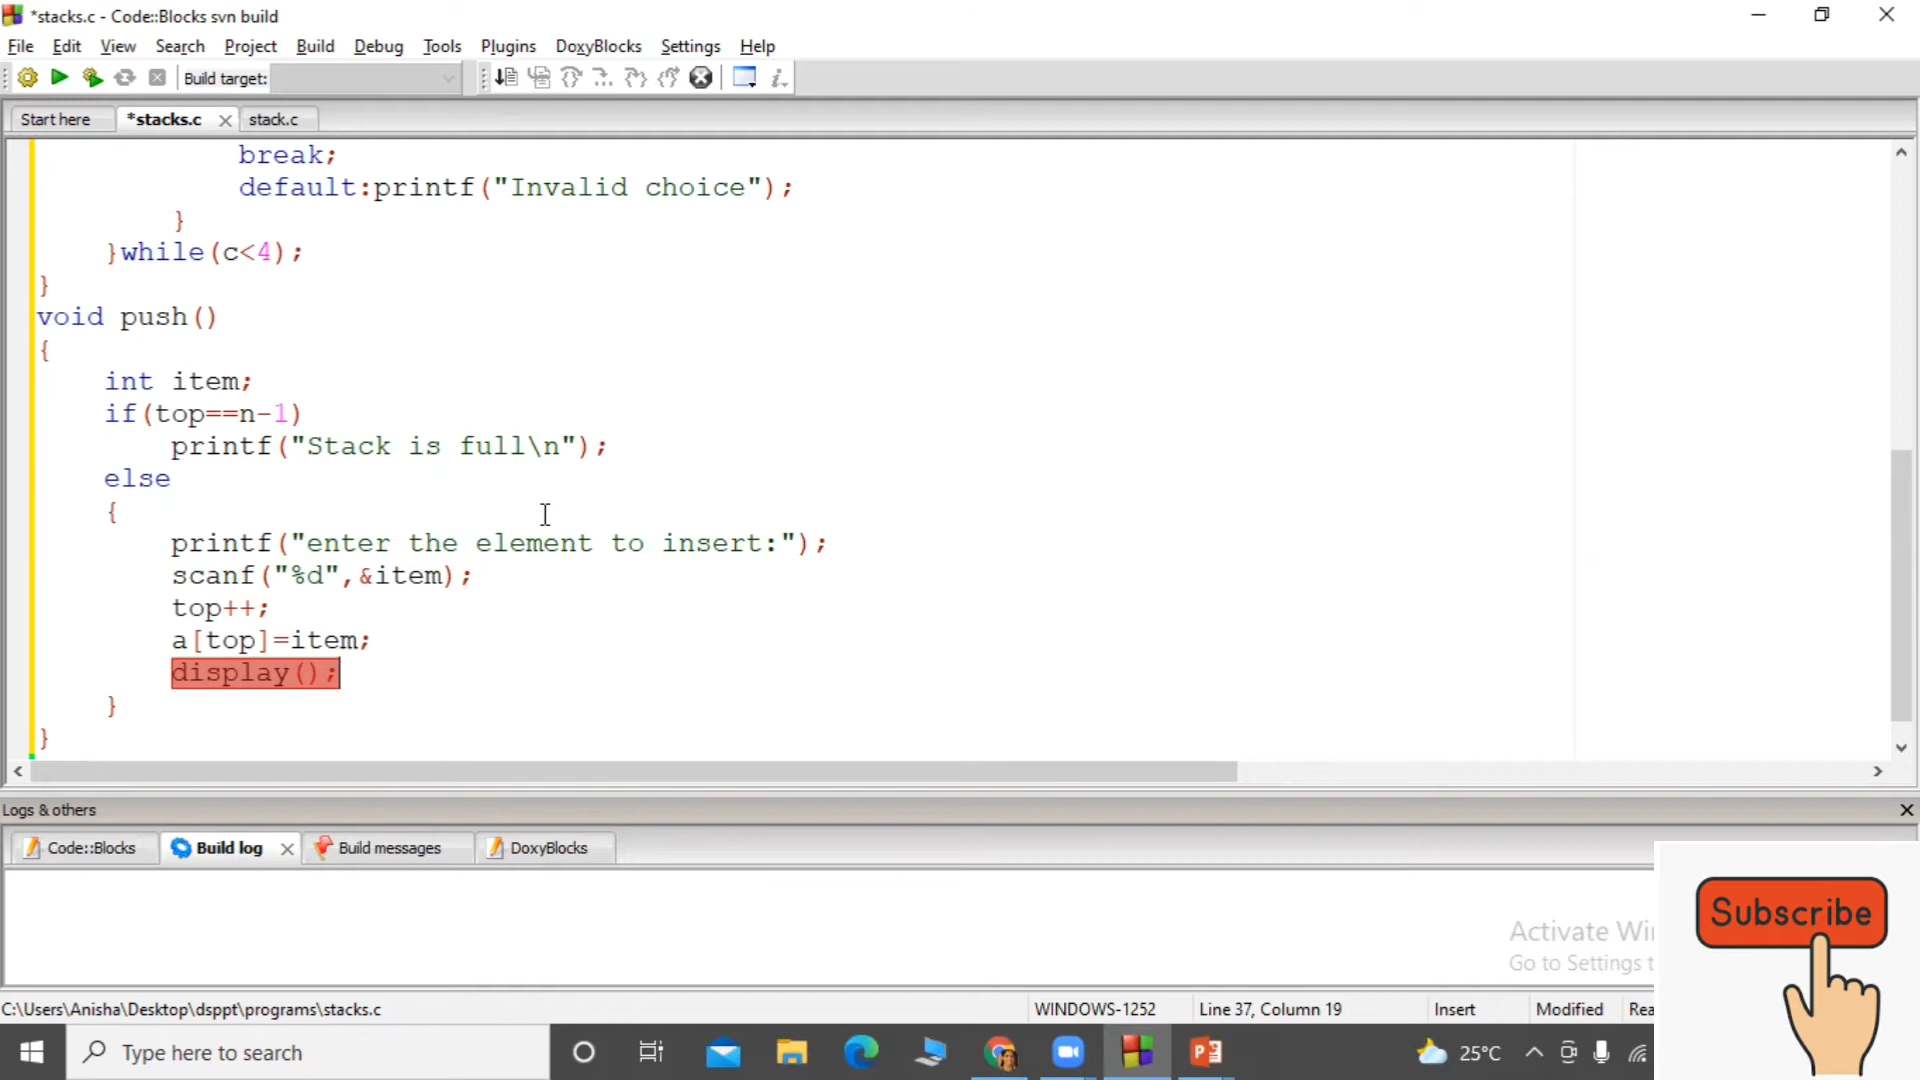 *stacks.c - Code::Blocks svn build
File Edit View Search Project Build Debug Tools Plugins DoxyBlocks Settings Help
Build target:
Start here *stacks.c stack.c
break;
default:printf("Invalid choice");
}
}while(c<4);
}
void push()
{
int item;
if(top==n-1)
printf("Stack is full\n");
else
{
printf("enter the element to insert:");
scanf("%d",&item);
top++;
a[top]=item;
display();
}
}
Logs & others
Code::Blocks Build log Build messages DoxyBlocks
Subscribe
Activate Wi
Go to Settings t
C:\Users\Anisha\Desktop\dsppt\programs\stacks.c WINDOWS-1252 Line 37, Column 19 Insert Modified Rea
Type here to search 25°C